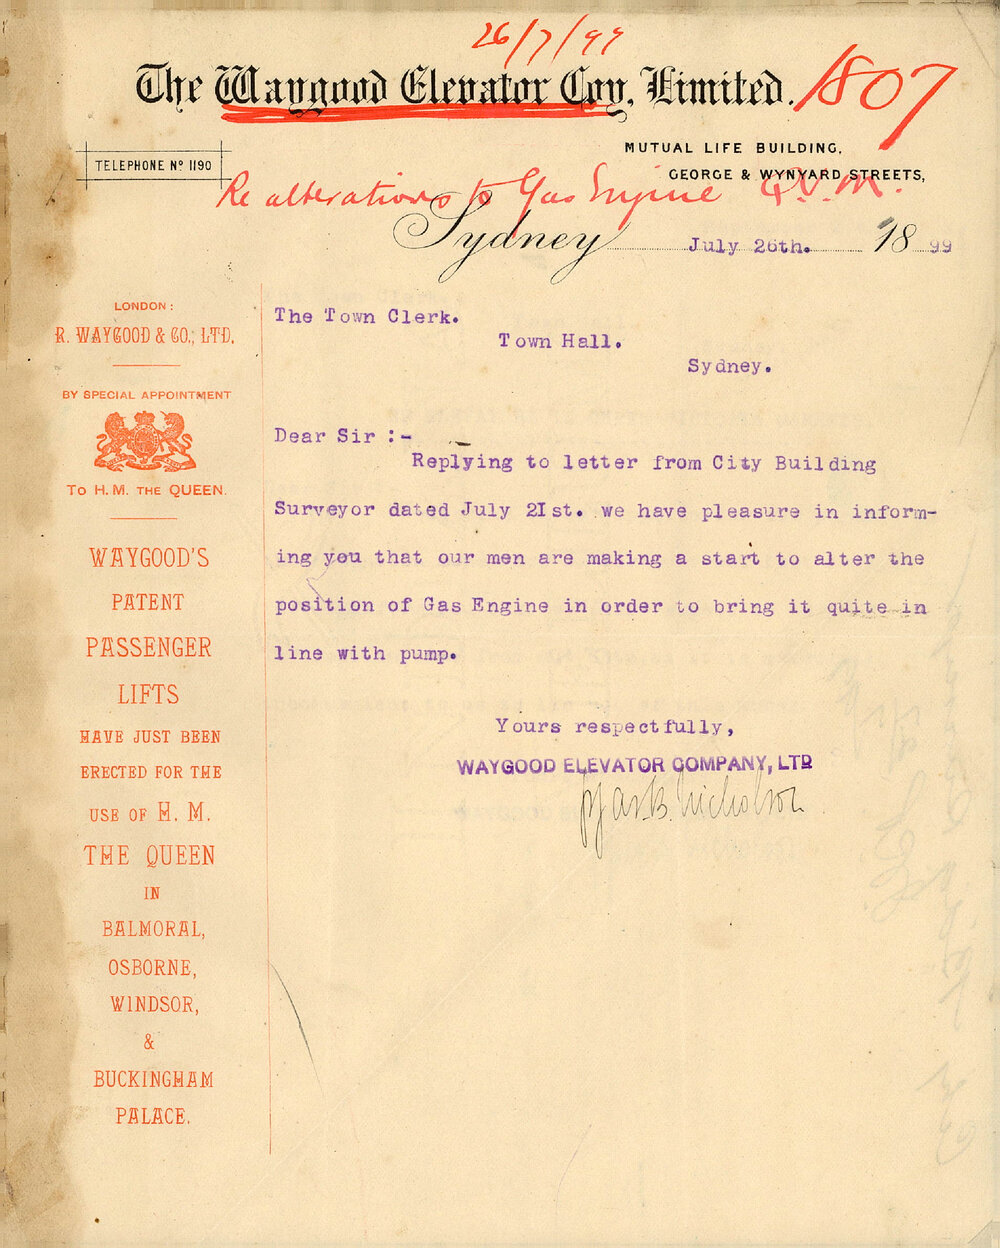 26/7/99
The Waygood Elevator Coy, Limited.
1807
MUTUAL LIFE BUILDING,
TELEPHONE No 1190
GEORGE & WYNYARD STREETS,
Re alterations to Gas Engine Q.V.M.
Sydney July 26th. 1899
LONDON:
R. WAYGOOD & CO; LTD,
BY SPECIAL APPOINTMENT
TO H.M. THE QUEEN.
WAYGOOD'S
PATENT
PASSENGER
LIFTS
HAVE JUST BEEN
ERECTED FOR THE
USE OF H. M.
THE QUEEN
IN
BALMORAL,
OSBORNE,
WINDSOR,
&
BUCKINGHAM
PALACE.
The Town Clerk.
Town Hall.
Sydney.
Dear Sir :-
Replying to letter from City Building
Surveyor dated July 21st. we have pleasure in inform-
ing you that our men are making a start to alter the
position of Gas Engine in order to bring it quite in
line with pump.
Yours respectfully,
WAYGOOD ELEVATOR COMPANY, LTD
Nicholson